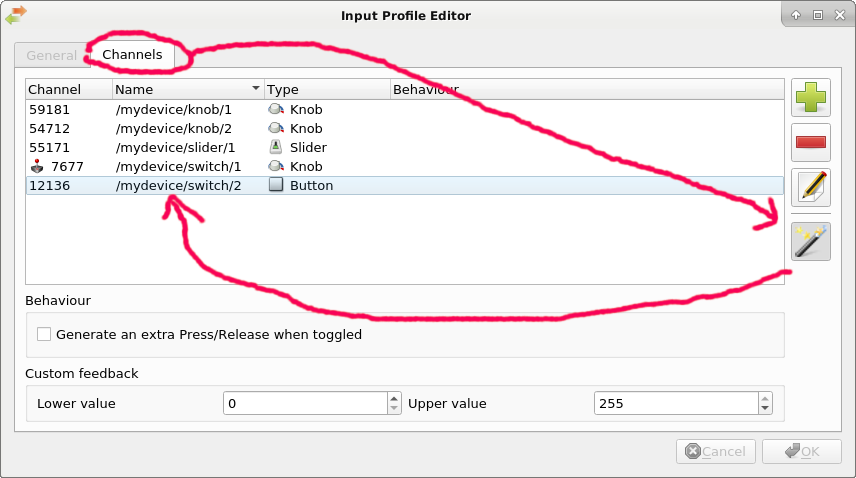 Input Profile Editor
General Channels
Channel Name Type Behaviour
59181 /mydevice/knob/1 Knob
54712 /mydevice/knob/2 Knob
55171 /mydevice/slider/1 Slider
7677 /mydevice/switch/1 Knob
12136 /mydevice/switch/2 Button
Behaviour
Generate an extra Press/Release when toggled
Custom feedback
Lower value 0 Upper value 255
Cancel OK